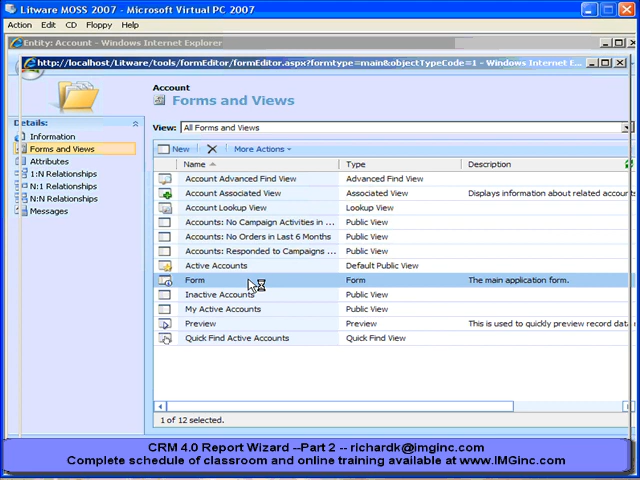 Litware MOSS 2007 - Microsoft Virtual PC 2007
Action Edit CD Floppy Help
Entity: Account - Windows Internet Explorer
http://localhost/Litware/tools/formEditor/formEditor.aspx?formtype=main&objectTypeCode=1 - Windows Internet E...
Account
Forms and Views
Details:
Information
Forms and Views
Attributes
1:N Relationships
N:1 Relationships
N:N Relationships
Messages
View: All Forms and Views
New More Actions
Name Type Description
Account Advanced Find View Advanced Find View
Account Associated View Associated View Displays information about related accounts
Account Lookup View Lookup View
Accounts: No Campaign Activities in ... Public View
Accounts: No Orders in Last 6 Months Public View
Accounts: Responded to Campaigns ... Public View
Active Accounts Default Public View
Form Form The main application form.
Inactive Accounts Public View
My Active Accounts Public View
Preview Preview This is used to quickly preview record data
Quick Find Active Accounts Quick Find View
1 of 12 selected.
CRM 4.0 Report Wizard --Part 2 -- richardk@imginc.com
Complete schedule of classroom and online training available at www.IMGinc.com